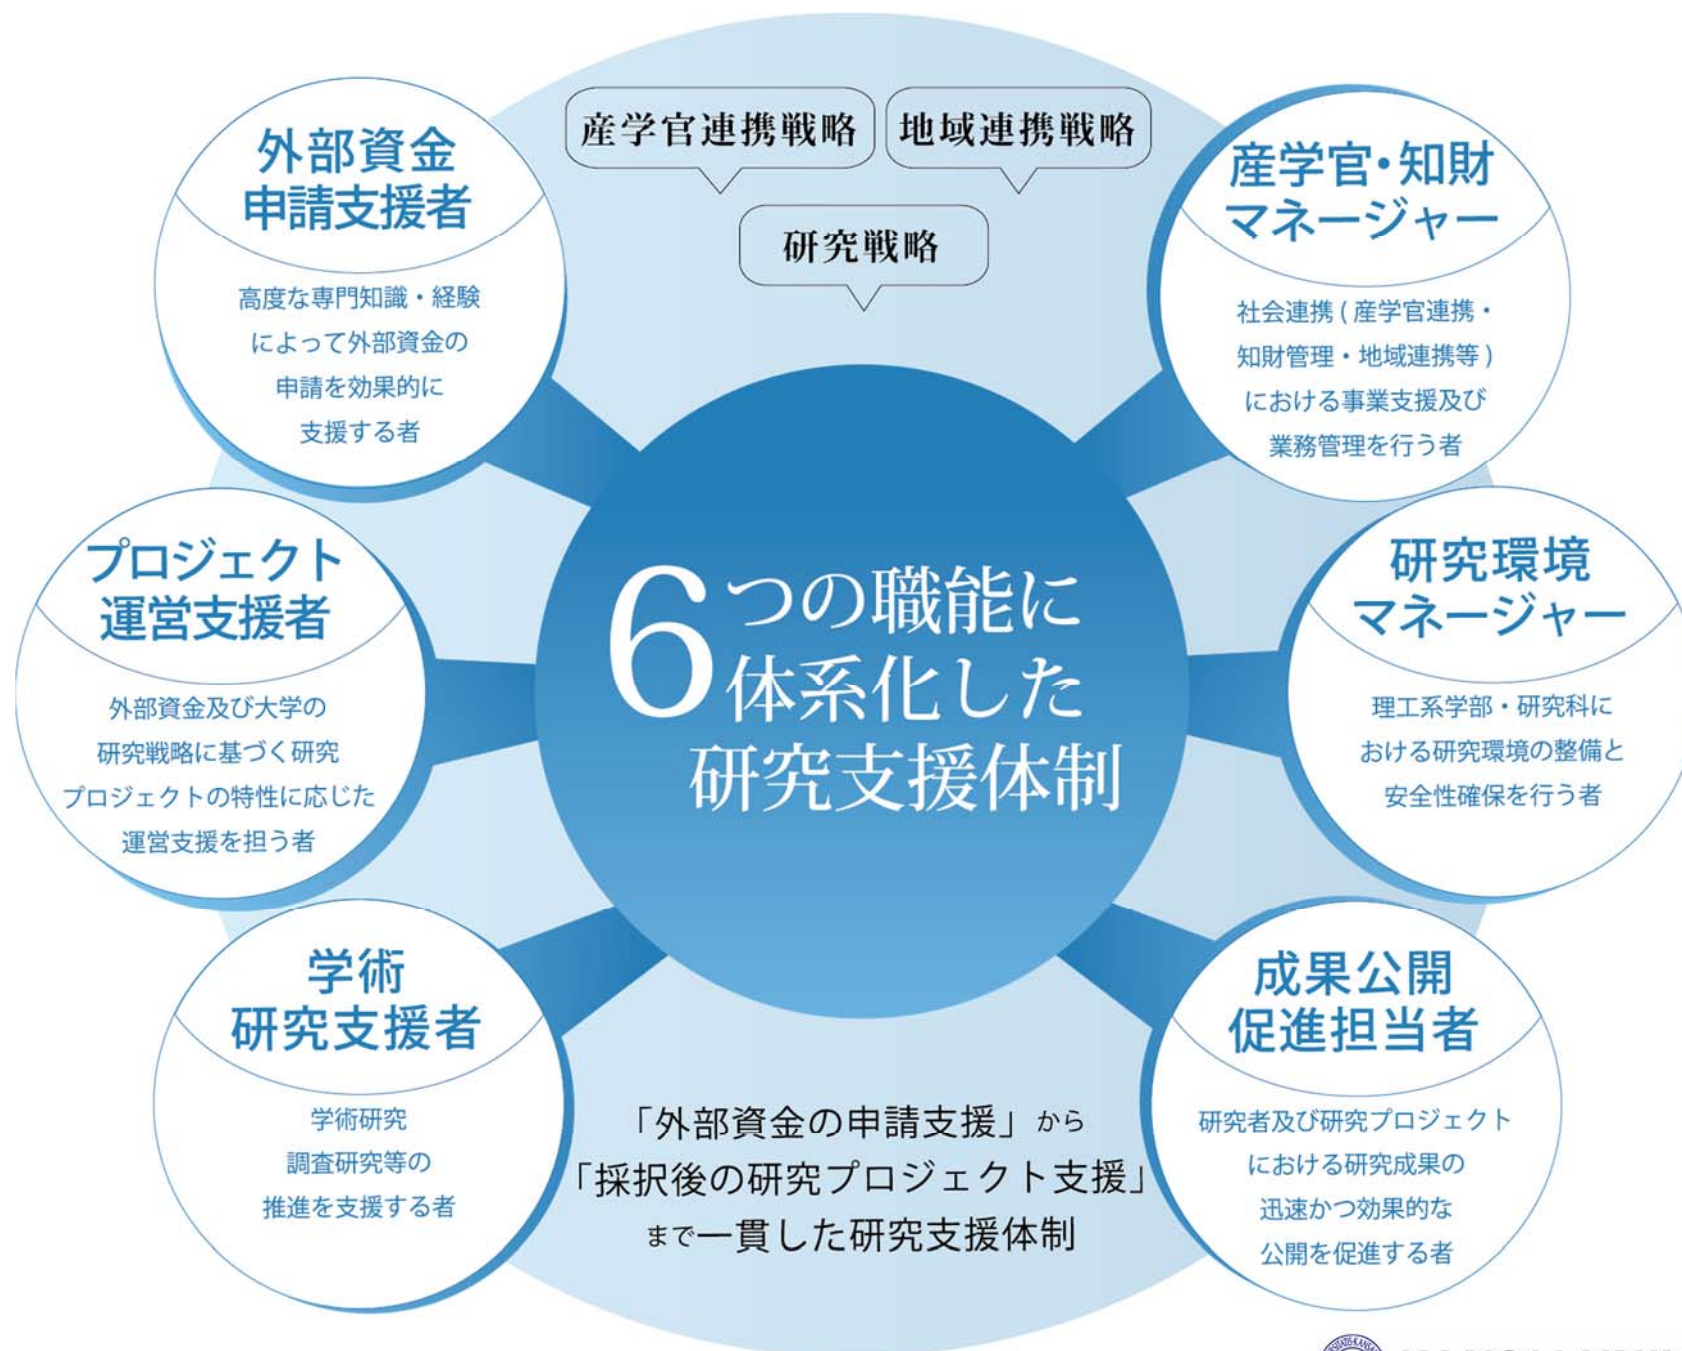 産学官連携戦略
地域連携戦略
研究戦略
外部資金
申請支援者
高度な専門知識・経験
によって外部資金の
申請を効果的に
支援する者
産学官・知財
マネージャー
社会連携 ( 産学官連携・
知財管理・地域連携等 )
における事業支援及び
業務管理を行う者
プロジェクト
運営支援者
外部資金及び大学の
研究戦略に基づく研究
プロジェクトの特性に応じた
運営支援を担う者
6つの職能に
体系化した
研究支援体制
研究環境
マネージャー
理工系学部・研究科に
おける研究環境の整備と
安全性確保を行う者
学術
研究支援者
学術研究
調査研究等の
推進を支援する者
「外部資金の申請支援」から
「採択後の研究プロジェクト支援」
まで一貫した研究支援体制
成果公開
促進担当者
研究者及び研究プロジェクト
における研究成果の
迅速かつ効果的な
公開を促進する者